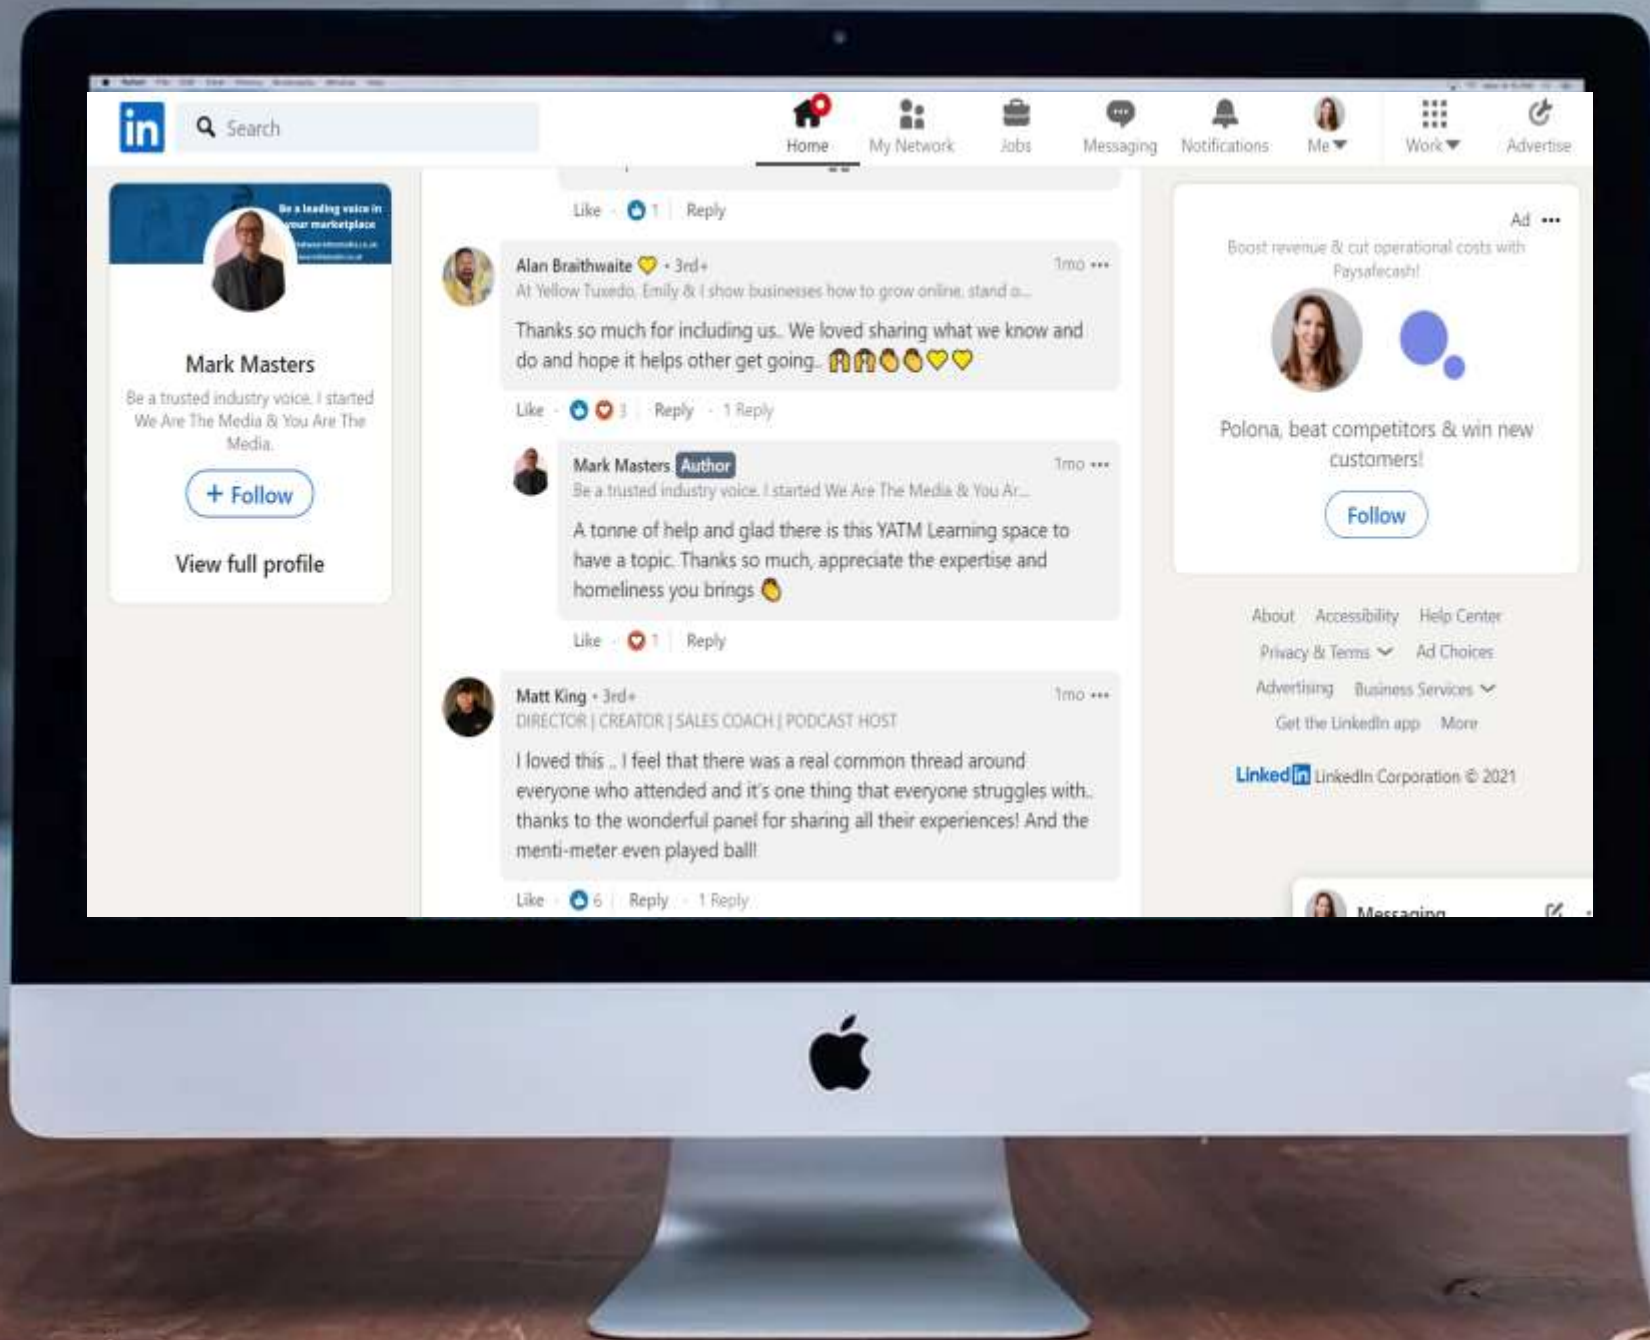 in
Search
Home
My Network
Jobs
Messaging
Notifications
Me
Work
Advertise
Be a leading voice in
your marketplace
Mark Masters
Be a trusted industry voice. I started
We Are The Media & You Are The
Media.
+ Follow
View full profile
Like 1 Reply
Alan Braithwaite 💛 • 3rd+ 1mo •••
At Yellow Tuxedo, Emily & I show businesses how to grow online, stand o...
Thanks so much for including us.. We loved sharing what we know and
do and hope it helps other get going..
Like 3 Reply · 1 Reply
Mark Masters Author 1mo •••
Be a trusted industry voice. I started We Are The Media & You Ar...
A tonne of help and glad there is this YATM Learning space to
have a topic. Thanks so much, appreciate the expertise and
homeliness you brings
Like 1 Reply
Matt King • 3rd+ 1mo •••
DIRECTOR | CREATOR | SALES COACH | PODCAST HOST
I loved this .. I feel that there was a real common thread around
everyone who attended and it's one thing that everyone struggles with..
thanks to the wonderful panel for sharing all their experiences! And the
menti-meter even played ball!
Like 6 Reply · 1 Reply
Ad •••
Boost revenue & cut operational costs with
Paysafecash!
Polona, beat competitors & win new
customers!
Follow
About Accessibility Help Center
Privacy & Terms Ad Choices
Advertising Business Services
Get the LinkedIn app More
LinkedIn LinkedIn Corporation © 2021
Messaging